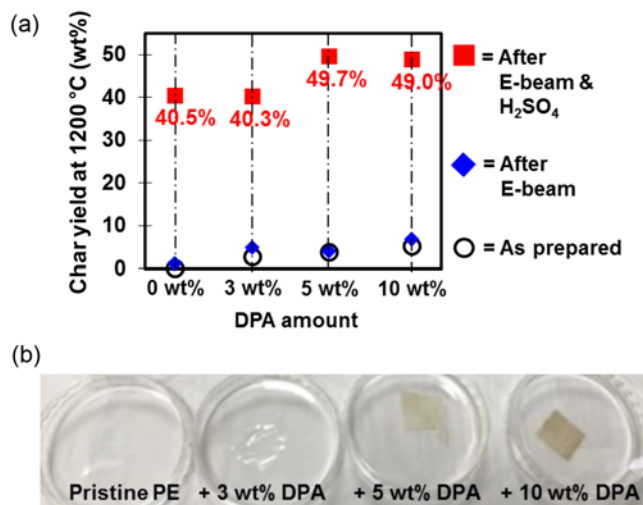 (a)
Char yield at 1200 °C (wt%)
50
40
30
20
10
0
40.5%
40.3%
49.7%
49.0%
0 wt%
3 wt%
5 wt%
10 wt%
DPA amount
= After
E-beam &
H₂SO₄
= After
E-beam
= As prepared
(b)
Pristine PE
+ 3 wt% DPA
+ 5 wt% DPA
+ 10 wt% DPA